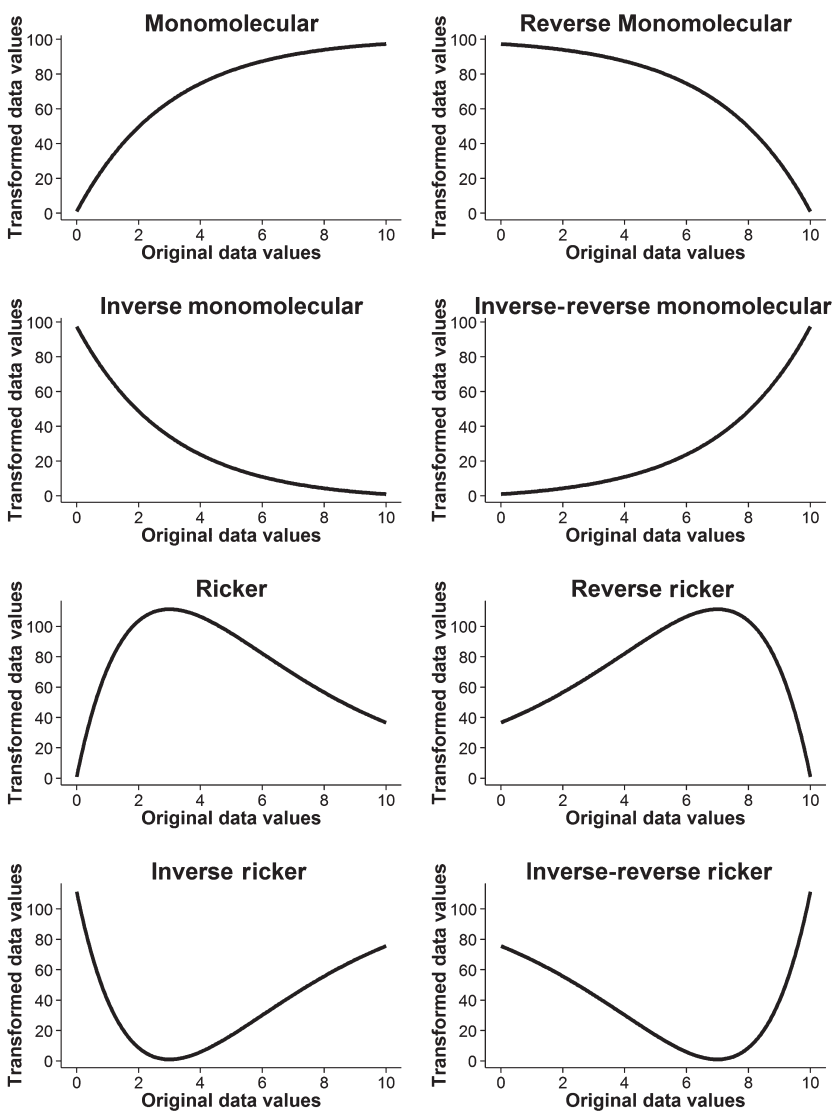 Monomolecular
Transformed data values
100
80
60
40
20
0
0 2 4 6 8 10
Original data values
Reverse Monomolecular
Transformed data values
100
80
60
40
20
0
0 2 4 6 8 10
Original data values
Inverse monomolecular
Transformed data values
100
80
60
40
20
0
0 2 4 6 8 10
Original data values
Inverse-reverse monomolecular
Transformed data values
100
80
60
40
20
0
0 2 4 6 8 10
Original data values
Ricker
Transformed data values
100
80
60
40
20
0
0 2 4 6 8 10
Original data values
Reverse ricker
Transformed data values
100
80
60
40
20
0
0 2 4 6 8 10
Original data values
Inverse ricker
Transformed data values
100
80
60
40
20
0
0 2 4 6 8 10
Original data values
Inverse-reverse ricker
Transformed data values
100
80
60
40
20
0
0 2 4 6 8 10
Original data values